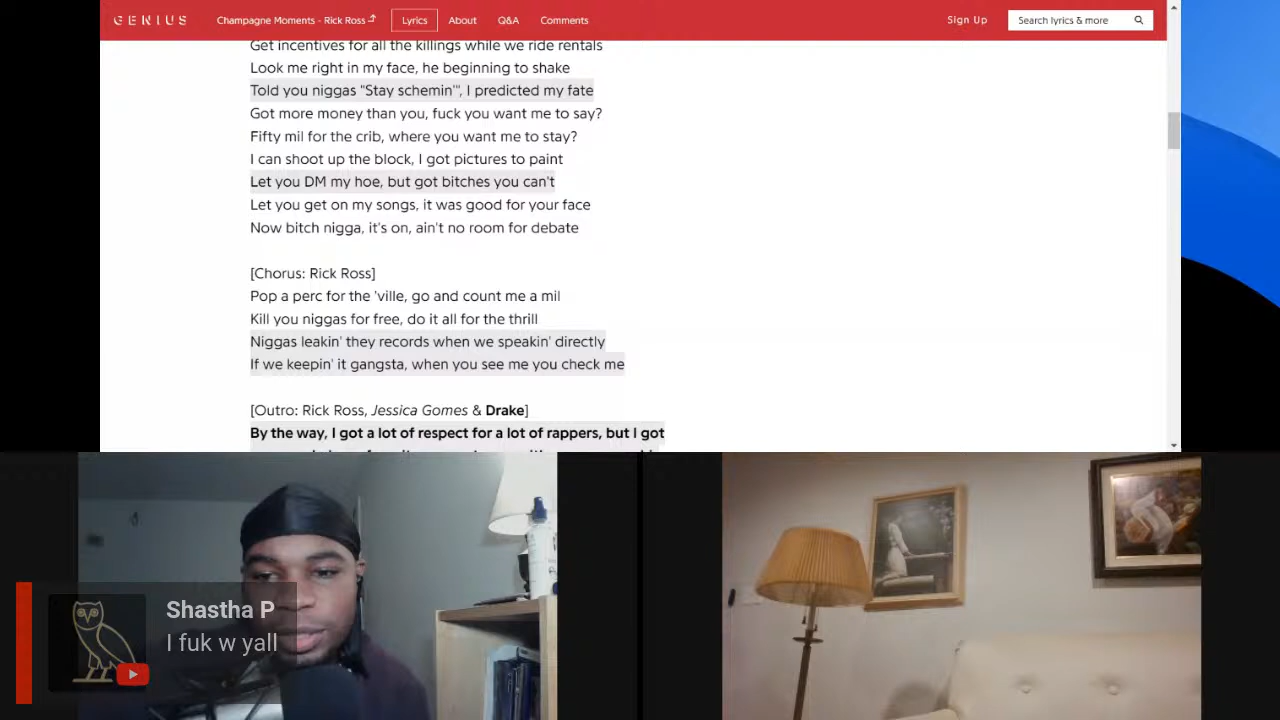 GENIUS
Champagne Moments - Rick Ross
Lyrics
About
Q&A
Comments
Sign Up
Search lyrics & more
Get incentives for all the killings while we ride rentals
Look me right in my face, he beginning to shake
Told you niggas "Stay schemin'", I predicted my fate
Got more money than you, fuck you want me to say?
Fifty mil for the crib, where you want me to stay?
I can shoot up the block, I got pictures to paint
Let you DM my hoe, but got bitches you can't
Let you get on my songs, it was good for your face
Now bitch nigga, it's on, ain't no room for debate
[Chorus: Rick Ross]
Pop a perc for the 'ville, go and count me a mil
Kill you niggas for free, do it all for the thrill
Niggas leakin' they records when we speakin' directly
If we keepin' it gangsta, when you see me you check me
[Outro: Rick Ross, Jessica Gomes & Drake]
By the way, I got a lot of respect for a lot of rappers, but I got
Shastha P
I fuk w yall